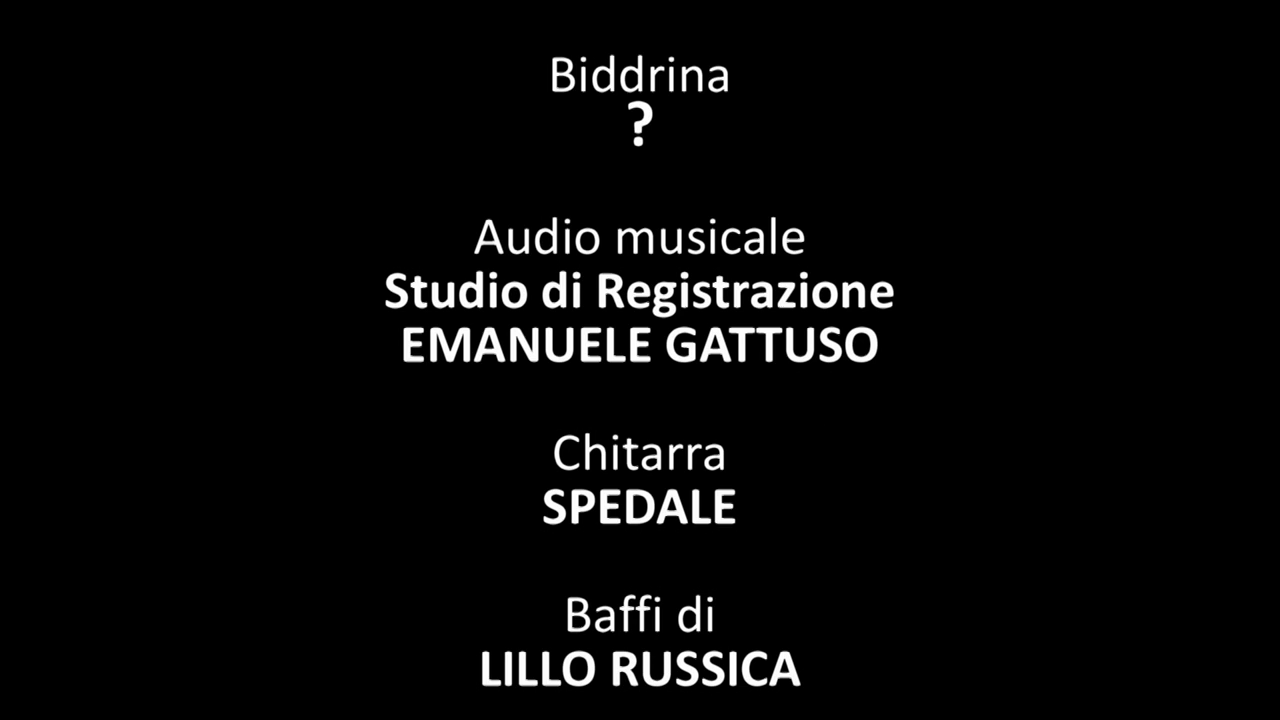 Biddrina
?
Audio musicale
Studio di Registrazione
EMANUELE GATTUSO
Chitarra
SPEDALE
Baffi di
LILLO RUSSICA